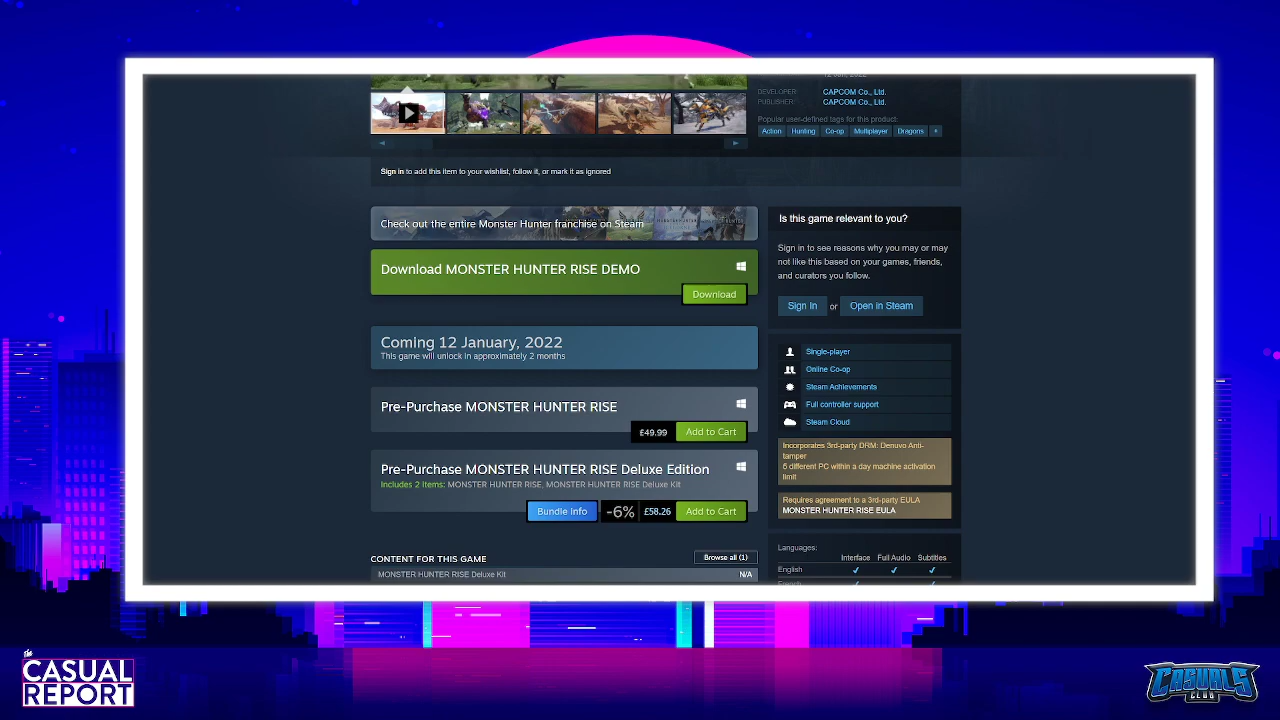 12 Jan, 2022
DEVELOPER: CAPCOM Co., Ltd.
PUBLISHER: CAPCOM Co., Ltd.
Popular user-defined tags for this product:
Action Hunting Co-op Multiplayer Dragons +
Sign in to add this item to your wishlist, follow it, or mark it as ignored
Check out the entire Monster Hunter franchise on Steam
Download MONSTER HUNTER RISE DEMO
Download
Coming 12 January, 2022
This game will unlock in approximately 2 months
Pre-Purchase MONSTER HUNTER RISE
£49.99 Add to Cart
Pre-Purchase MONSTER HUNTER RISE Deluxe Edition
Includes 2 items: MONSTER HUNTER RISE, MONSTER HUNTER RISE Deluxe Kit
Bundle info -6% £58.26 Add to Cart
CONTENT FOR THIS GAME Browse all (1)
MONSTER HUNTER RISE Deluxe Kit N/A
Is this game relevant to you?
Sign in to see reasons why you may or may
not like this based on your games, friends,
and curators you follow.
Sign In or Open in Steam
Single-player
Online Co-op
Steam Achievements
Full controller support
Steam Cloud
Incorporates 3rd-party DRM: Denuvo Anti-
tamper
5 different PC within a day machine activation
limit
Requires agreement to a 3rd-party EULA
MONSTER HUNTER RISE EULA
Languages:
Interface Full Audio Subtitles
English ✔ ✔ ✔
French
the
CASUAL
REPORT
CASUALS
CLUB